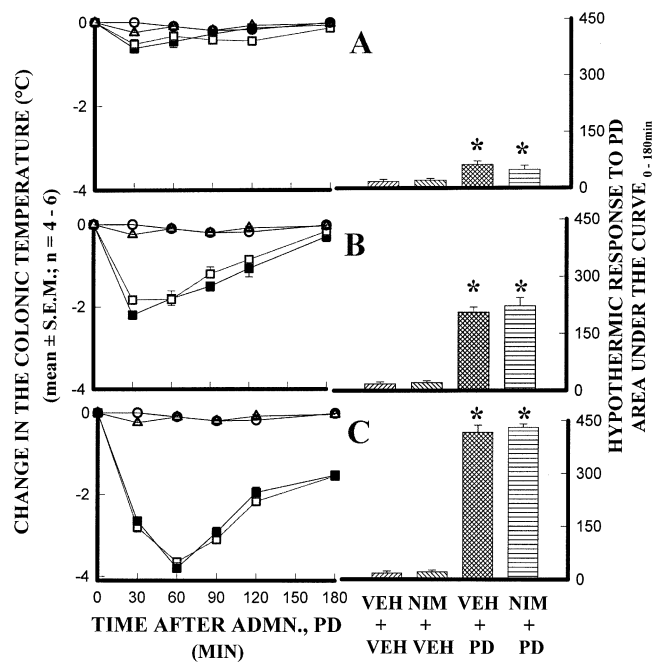 CHANGE IN THE COLONIC TEMPERATURE (°C)
(mean ± S.E.M.; n = 4 - 6)
0
-2
-4
A
* *
450
300
150
0
0
-2
-4
B
* *
450
300
150
0
0
-2
-4
C
* *
450
300
150
0
0 30 60 90 120 150 180
TIME AFTER ADMN., PD
(MIN)
VEH NIM VEH NIM
+ + + +
VEH VEH PD PD
HYPOTHERMIC RESPONSE TO PD
AREA UNDER THE CURVE 0 - 180min